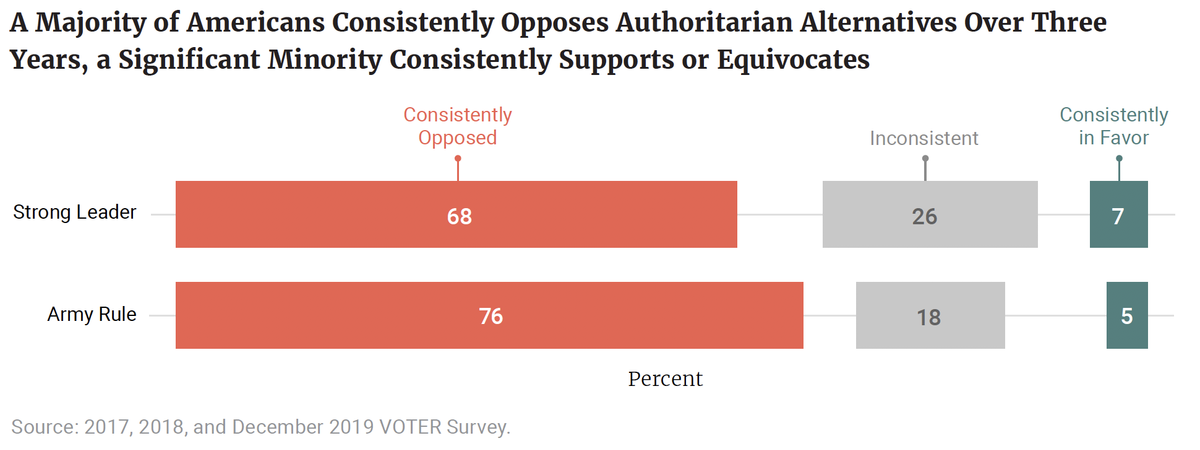 A Majority of Americans Consistently Opposes Authoritarian Alternatives Over Three
Years, a Significant Minority Consistently Supports or Equivocates
Consistently
Opposed
Inconsistent
Consistently
in Favor
Strong Leader
68
26
7
Army Rule
76
18
5
Percent
Source: 2017, 2018, and December 2019 VOTER Survey.